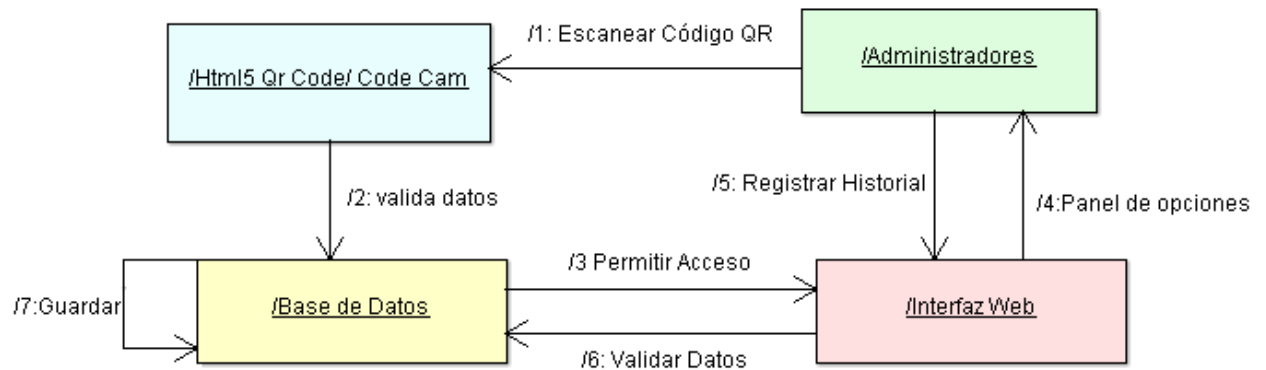 /1: Escanear Código QR
/Html5 Qr Code/ Code Cam
/Administradores
/2: valida datos
/5: Registrar Historial
/4:Panel de opciones
/3 Permitir Acceso
/7:Guardar
/Base de Datos
/Interfaz Web
/6: Validar Datos